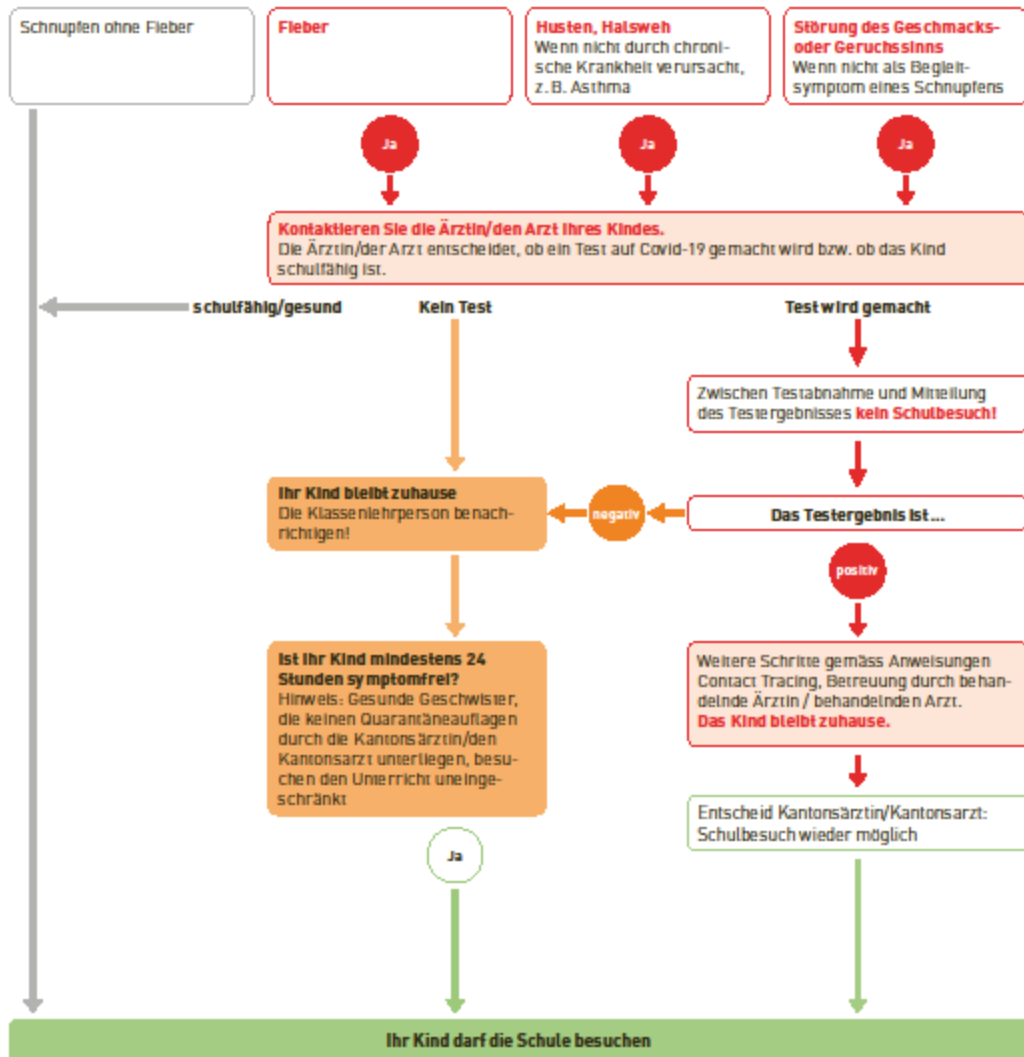 Schnupfen ohne Fieber
Fieber
Husten, Halsweh
Wenn nicht durch chroni-
sche Krankheit verursacht,
z.B. Asthma
Störung des Geschmacks-
oder Geruchssinns
Wenn nicht als Begleit-
symptom eines Schnupfens
Ja
Ja
Ja
Kontaktieren Sie die Ärztin/den Arzt Ihres Kindes.
Die Ärztin/der Arzt entscheidet, ob ein Test auf Covid-19 gemacht wird bzw. ob das Kind
schulfähig ist.
schulfähig/gesund
Kein Test
Test wird gemacht
Zwischen Testabnahme und Mitteilung
des Testergebnisses kein Schulbesuch!
Ihr Kind bleibt zuhause
Die Klassenlehrperson benach-
richtigen!
negativ
Das Testergebnis ist...
positiv
Ist Ihr Kind mindestens 24
Stunden symptomfrei?
Hinweis: Gesunde Geschwister,
die keinen Quarantäneauflagen
durch die Kantonsärztin/den
Kantonsarzt unterliegen, besu-
chen den Unterricht uneinge-
schränkt
Weitere Schritte gemäss Anweisungen
Contact Tracing, Betreuung durch behan-
delnde Ärztin / behandelnden Arzt.
Das Kind bleibt zuhause.
Entscheid Kantonsärztin/Kantonsarzt:
Schulbesuch wieder möglich
Ja
Ihr Kind darf die Schule besuchen